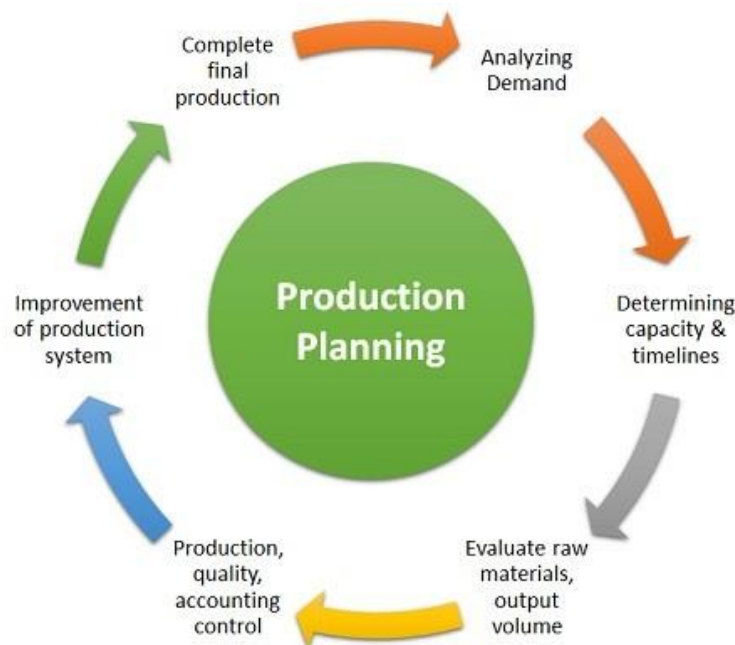 Complete
final
production
Analyzing
Demand
Determining
capacity &
timelines
Evaluate raw
materials,
output
volume
Production,
quality,
accounting
control
Improvement
of production
system
Production
Planning